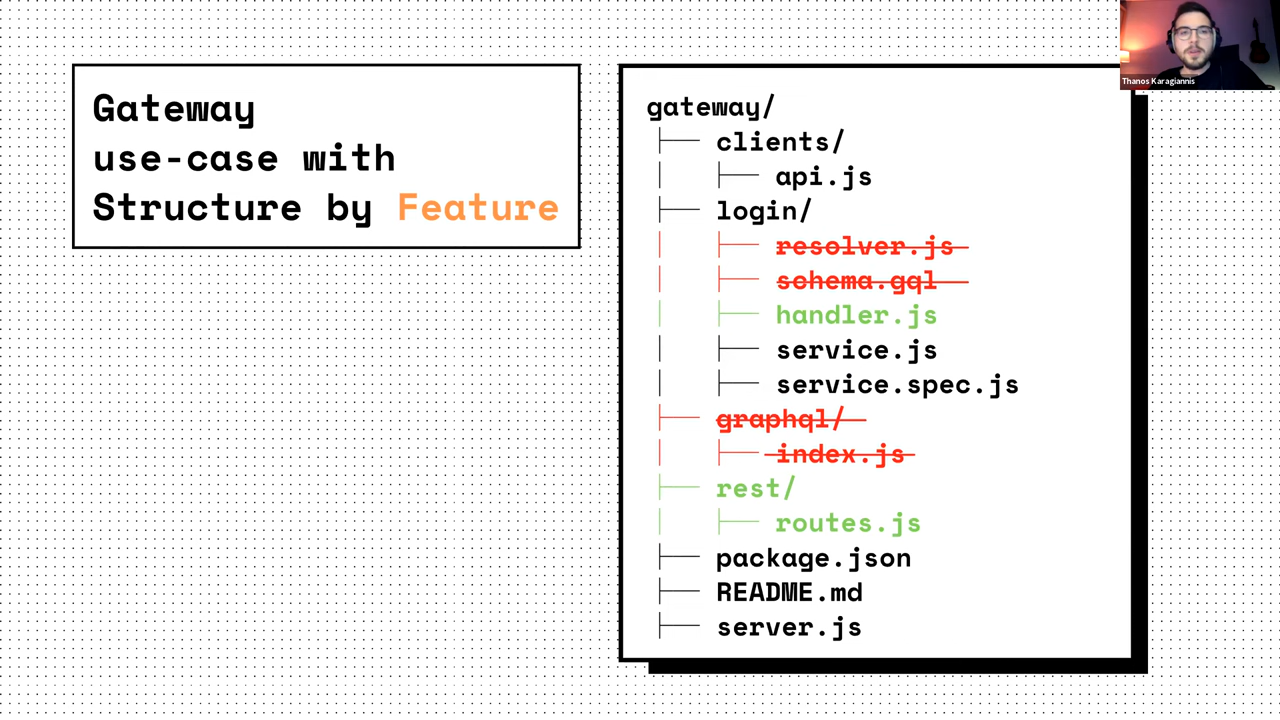 Gateway
use-case with
Structure by Feature
gateway/
├── clients/
│   ├── api.js
├── login/
│   ├── resolver.js
│   ├── schema.gql
│   ├── handler.js
│   ├── service.js
│   ├── service.spec.js
├── graphql/
│   ├── index.js
├── rest/
│   ├── routes.js
├── package.json
├── README.md
├── server.js
Thanos Karagiannis